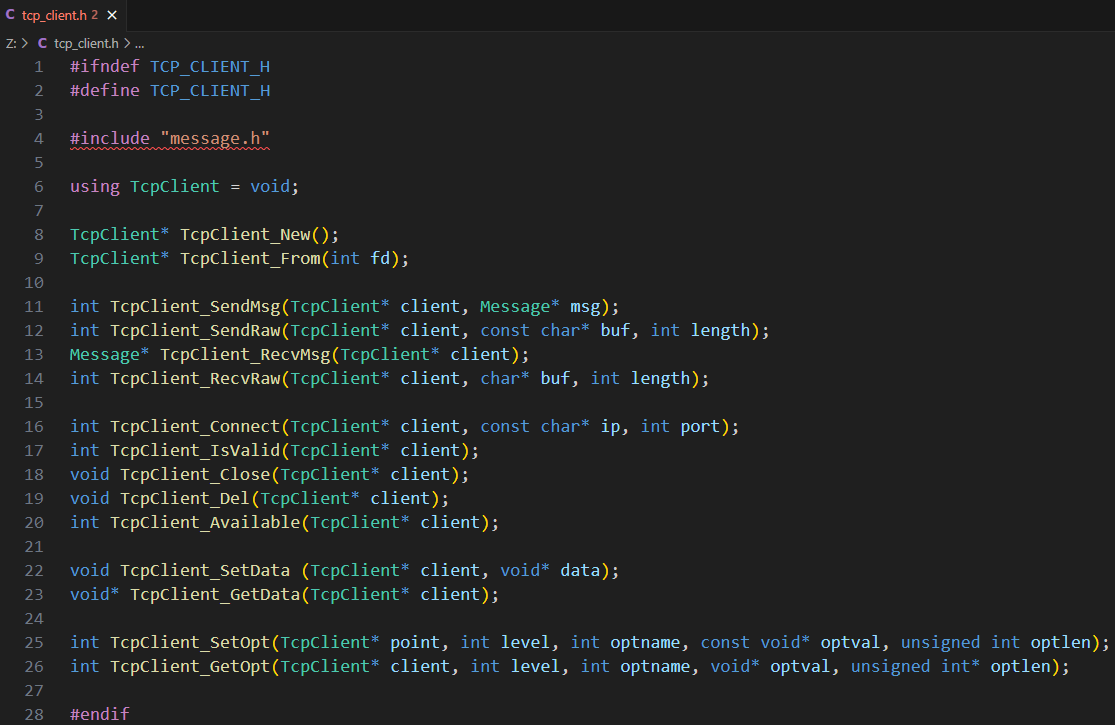 C tcp_client.h 2 ×
Z: > C tcp_client.h > ...
1 #ifndef TCP_CLIENT_H
2 #define TCP_CLIENT_H
3
4 #include "message.h"
5
6 using TcpClient = void;
7
8 TcpClient* TcpClient_New();
9 TcpClient* TcpClient_From(int fd);
10
11 int TcpClient_SendMsg(TcpClient* client, Message* msg);
12 int TcpClient_SendRaw(TcpClient* client, const char* buf, int length);
13 Message* TcpClient_RecvMsg(TcpClient* client);
14 int TcpClient_RecvRaw(TcpClient* client, char* buf, int length);
15
16 int TcpClient_Connect(TcpClient* client, const char* ip, int port);
17 int TcpClient_IsValid(TcpClient* client);
18 void TcpClient_Close(TcpClient* client);
19 void TcpClient_Del(TcpClient* client);
20 int TcpClient_Available(TcpClient* client);
21
22 void TcpClient_SetData (TcpClient* client, void* data);
23 void* TcpClient_GetData(TcpClient* client);
24
25 int TcpClient_SetOpt(TcpClient* point, int level, int optname, const void* optval, unsigned int optlen);
26 int TcpClient_GetOpt(TcpClient* client, int level, int optname, void* optval, unsigned int* optlen);
27
28 #endif